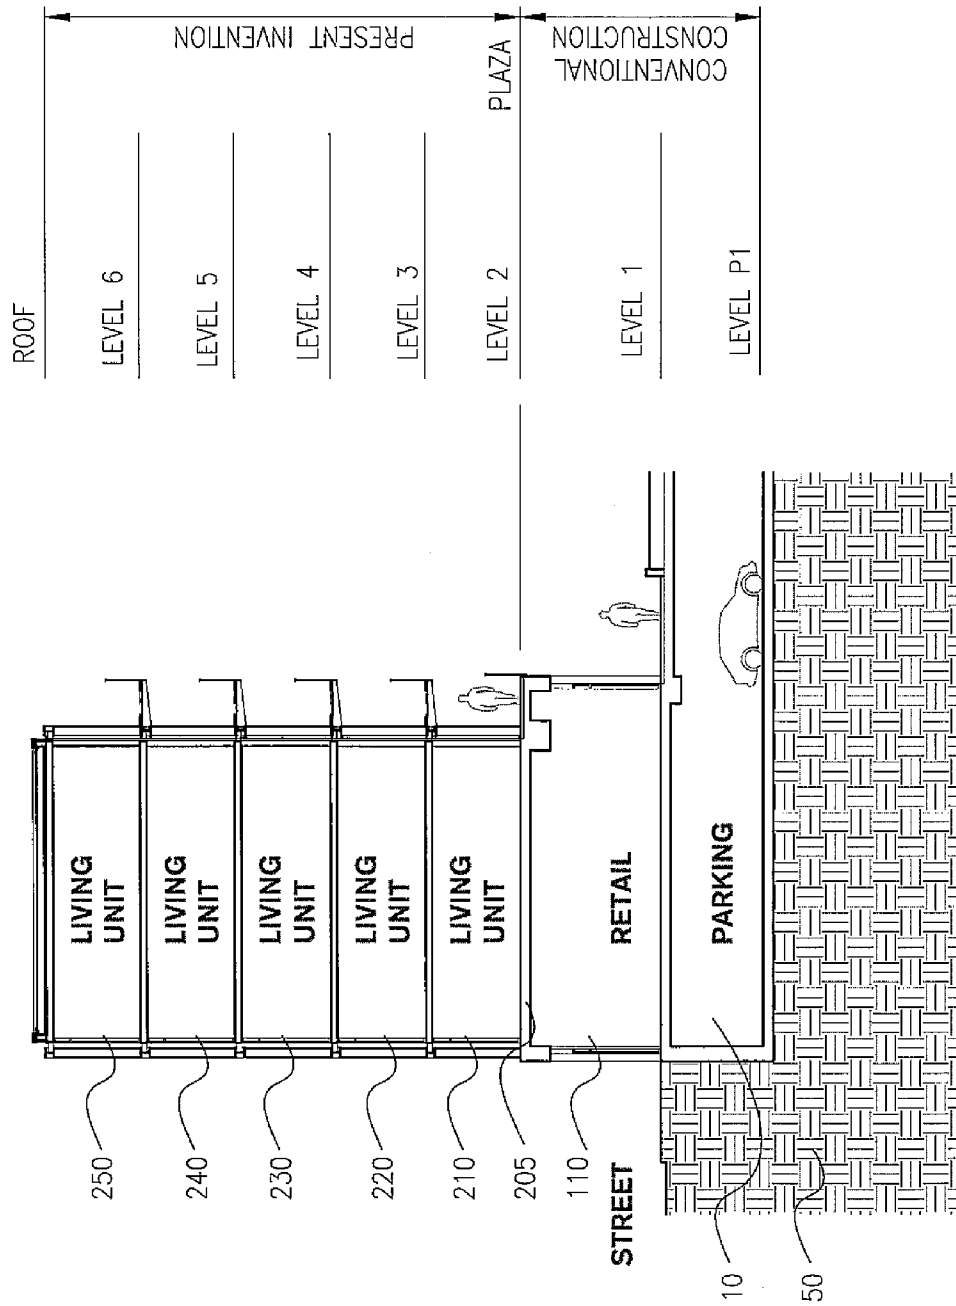 ROOF
LEVEL 6
LEVEL 5
LEVEL 4
LEVEL 3
LEVEL 2
PLAZA
LEVEL 1
LEVEL P1
PRESENT INVENTION
CONVENTIONAL
CONSTRUCTION
LIVING
UNIT
LIVING
UNIT
LIVING
UNIT
LIVING
UNIT
LIVING
UNIT
RETAIL
PARKING
250
240
230
220
210
205
110
STREET
10
50